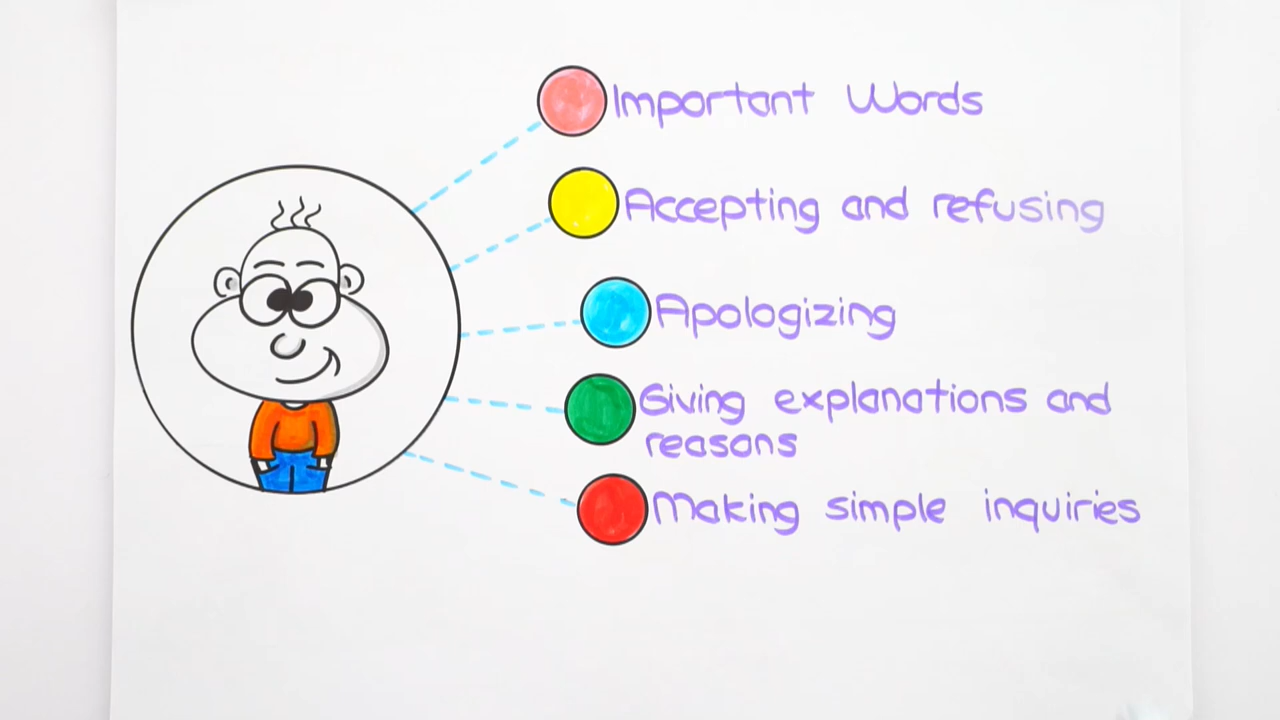 Important Words
Accepting and refusing
Apologizing
Giving explanations and
reasons
Making simple inquiries